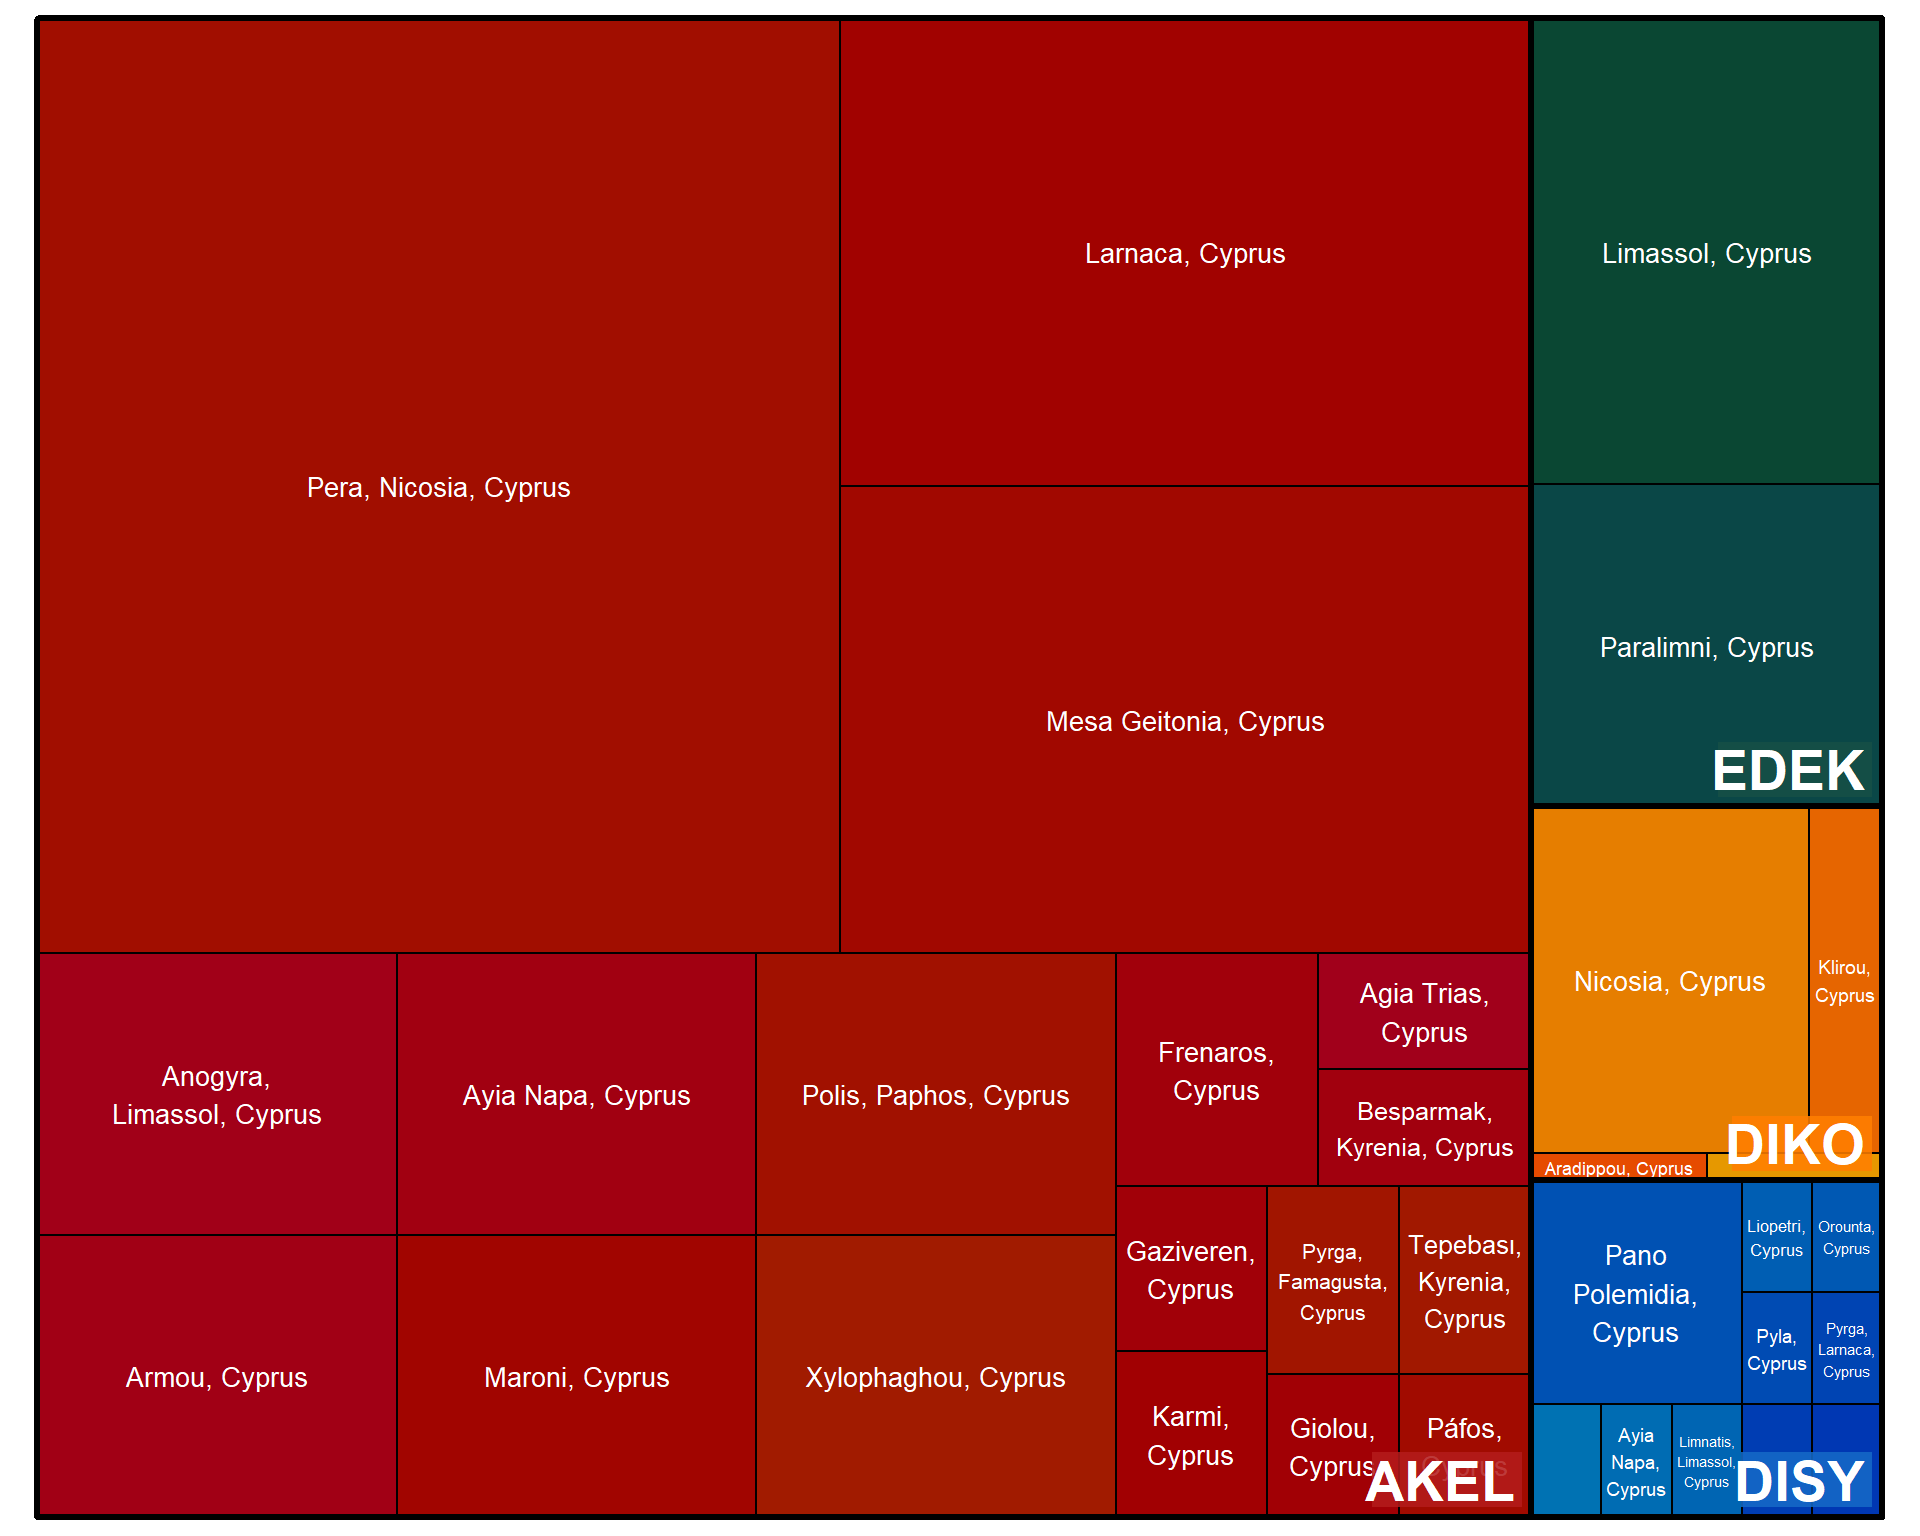 Pera, Nicosia, Cyprus
Larnaca, Cyprus
Mesa Geitonia, Cyprus
Anogyra,
Limassol, Cyprus
Ayia Napa, Cyprus
Polis, Paphos, Cyprus
Armou, Cyprus
Maroni, Cyprus
Xylophaghou, Cyprus
Frenaros,
Cyprus
Agia Trias,
Cyprus
Besparmak,
Kyrenia, Cyprus
Gaziveren,
Cyprus
Karmi,
Cyprus
Pyrga,
Famagusta,
Cyprus
Tepebası,
Kyrenia,
Cyprus
Giolou,
Cyprus
Páfos,
Cyprus
AKEL
Limassol, Cyprus
Paralimni, Cyprus
EDEK
Nicosia, Cyprus
Klirou,
Cyprus
Aradippou, Cyprus
DIKO
Pano
Polemidia,
Cyprus
Liopetri,
Cyprus
Orounta,
Cyprus
Pyla,
Cyprus
Pyrga,
Larnaca,
Cyprus
Ayia
Napa,
Cyprus
Limnatis,
Limassol,
Cyprus
DISY